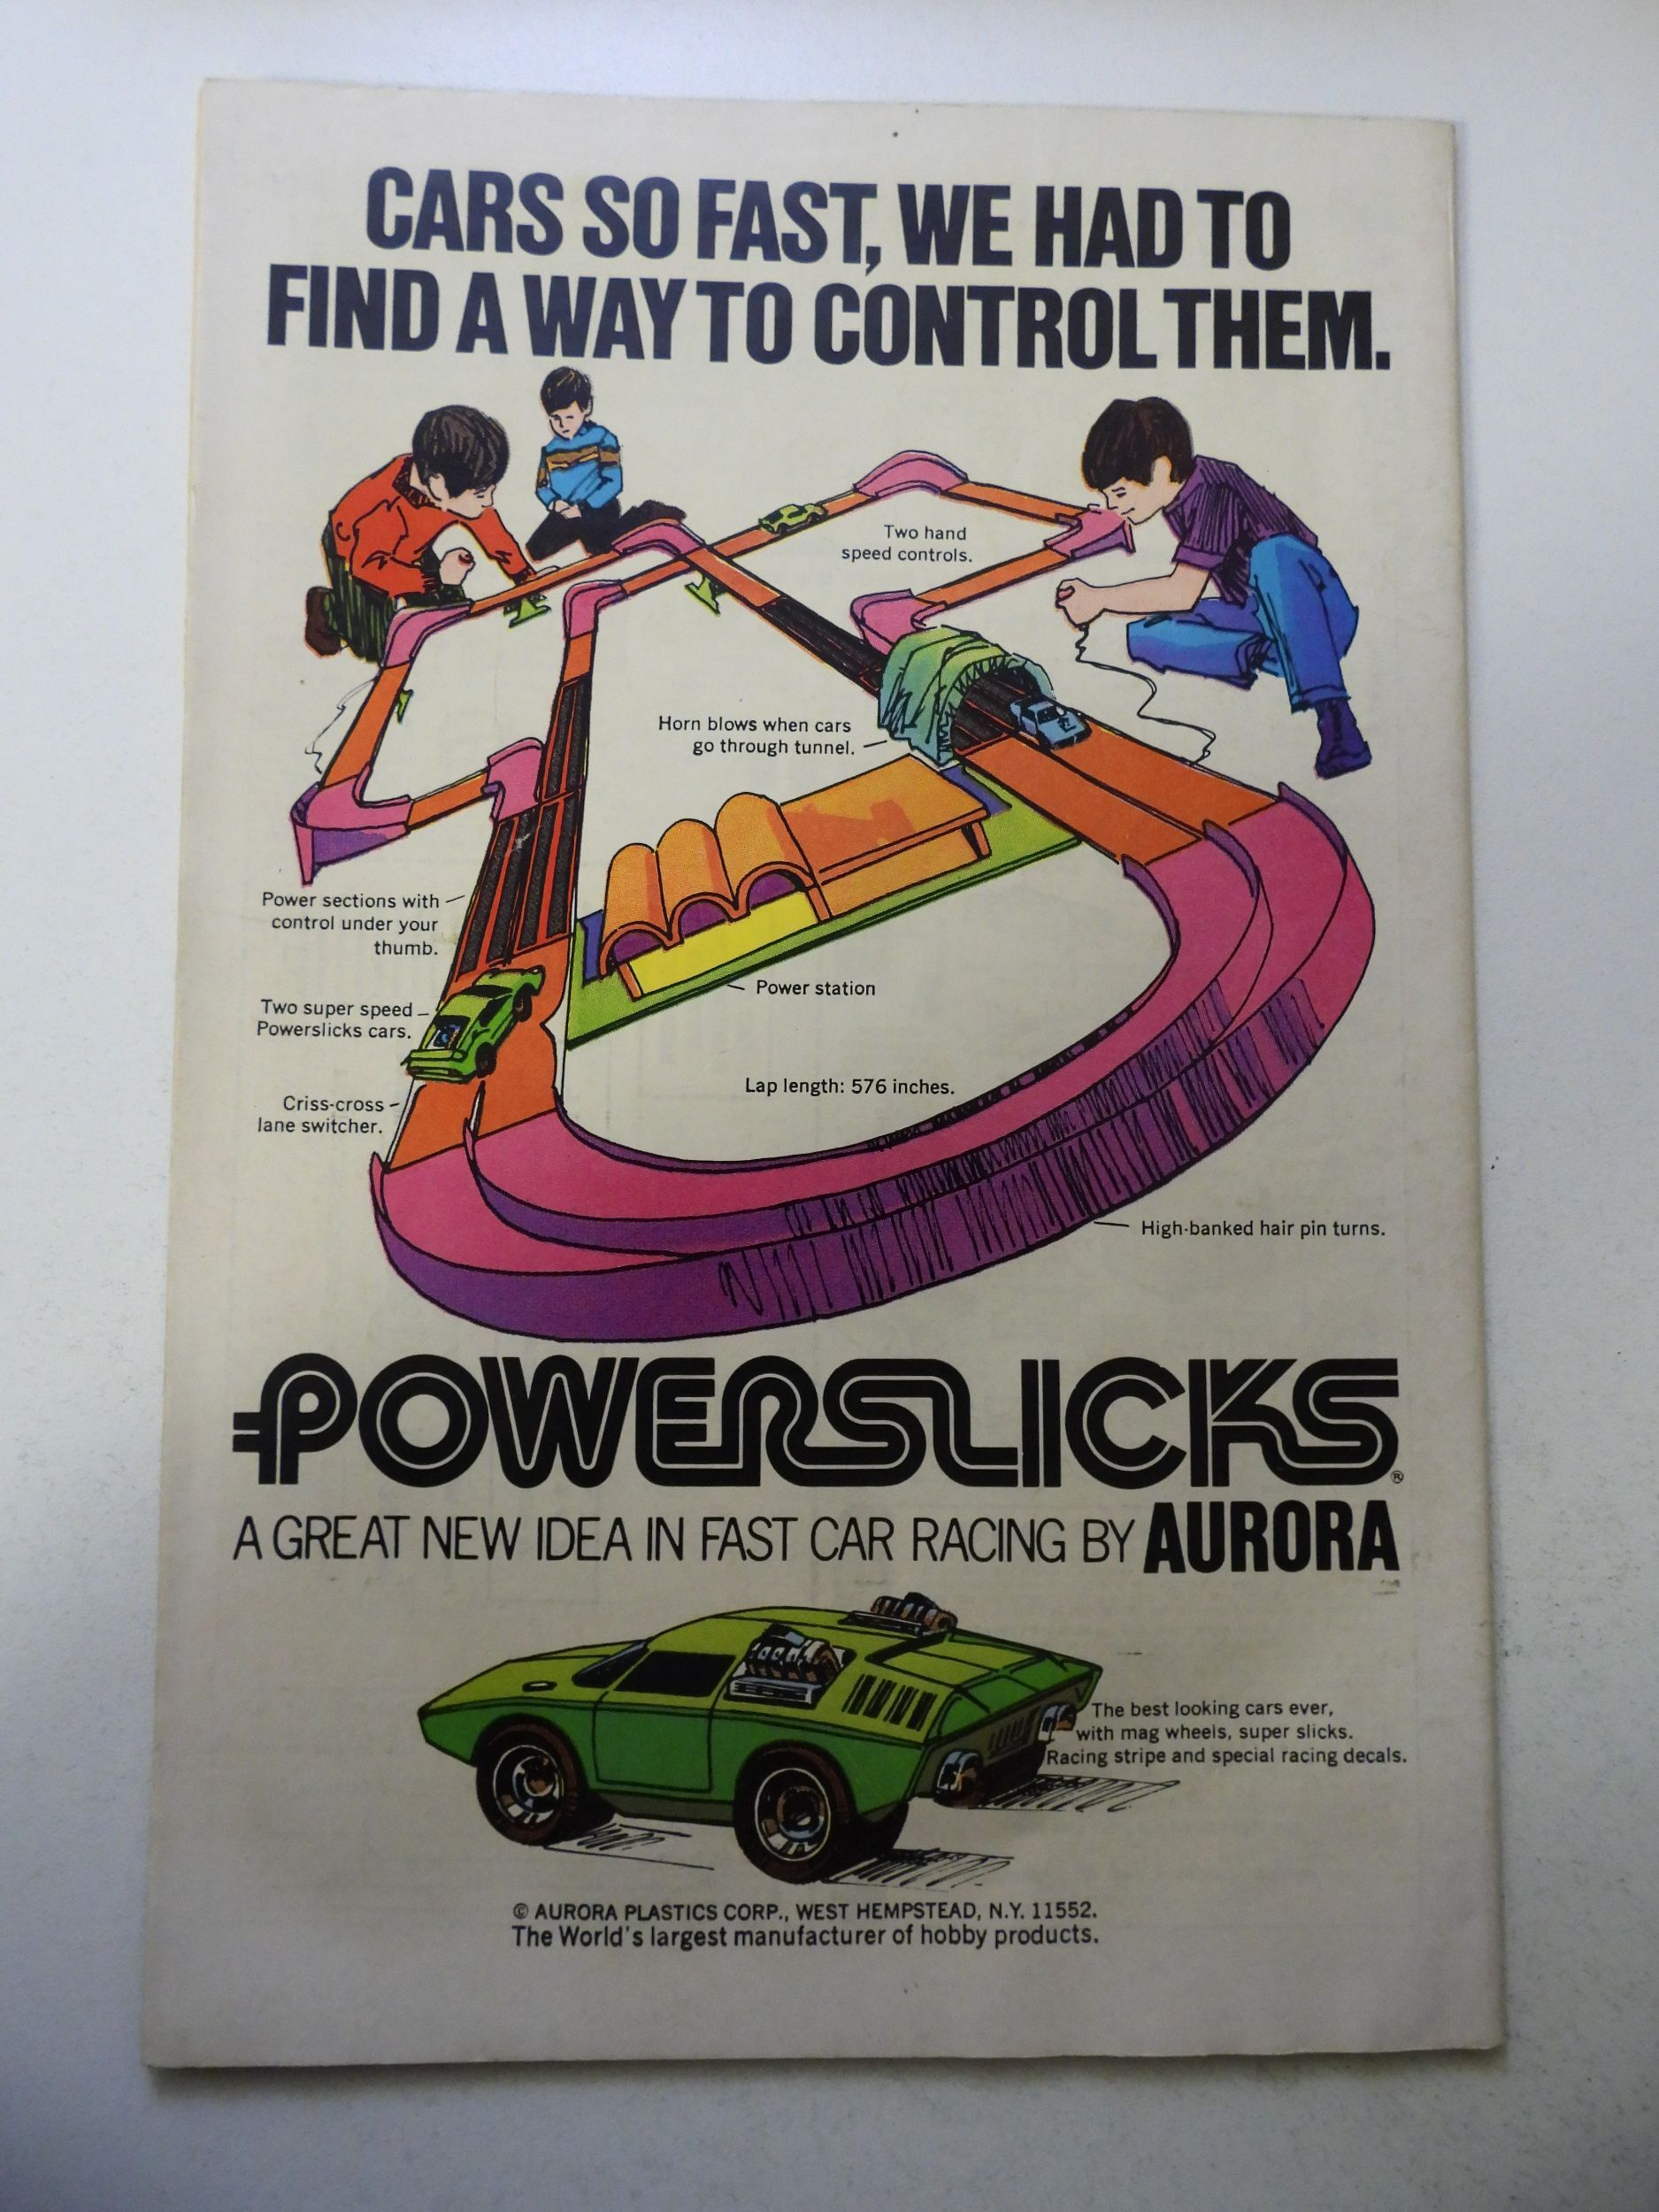 CARS SO FAST, WE HAD TO
FIND A WAY TO CONTROL THEM.
Two hand
speed controls.
Horn blows when cars
go through tunnel.
Power sections with
control under your
thumb.
Power station
Two super speed
Powerslicks cars.
Lap length: 576 inches.
Criss-cross
lane switcher.
High-banked hair pin turns.
POWERSLICKS®
A GREAT NEW IDEA IN FAST CAR RACING BY AURORA
The best looking cars ever,
with mag wheels, super slicks.
Racing stripe and special racing decals.
© AURORA PLASTICS CORP., WEST HEMPSTEAD, N.Y. 11552.
The World's largest manufacturer of hobby products.